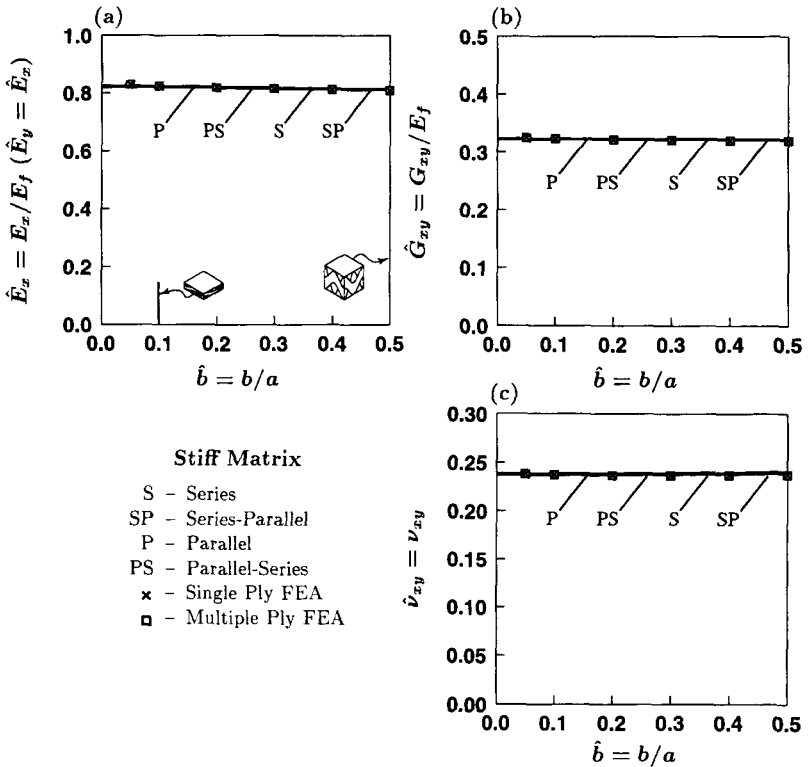 (a)
Ê_x = E_x/E_f (Ê_y = Ê_x)
1.0
0.8
0.6
0.4
0.2
0.0
P
PS
S
SP
0.0 0.1 0.2 0.3 0.4 0.5
b̂ = b/a
(b)
Ĝ_xy = G_xy/E_f
0.5
0.4
0.3
0.2
0.1
0.0
P
PS
S
SP
0.0 0.1 0.2 0.3 0.4 0.5
b̂ = b/a
Stiff Matrix
S – Series
SP – Series-Parallel
P – Parallel
PS – Parallel-Series
× – Single Ply FEA
□ – Multiple Ply FEA
(c)
ν̂_xy = ν_xy
0.30
0.25
0.20
0.15
0.10
0.05
0.00
P
PS
S
SP
0.0 0.1 0.2 0.3 0.4 0.5
b̂ = b/a